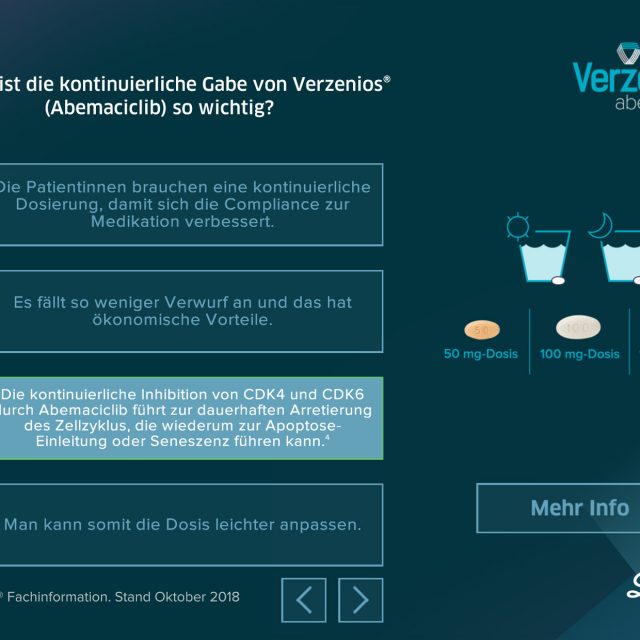 ist die kontinuierliche Gabe von Verzenios®
(Abemaciclib) so wichtig?
Die Patientinnen brauchen eine kontinuierliche
Dosierung, damit sich die Compliance zur
Medikation verbessert.
Es fällt so weniger Verwurf an und das hat
ökonomische Vorteile.
Die kontinuierliche Inhibition von CDK4 und CDK6
durch Abemaciclib führt zur dauerhaften Arretierung
des Zellzyklus, die wiederum zur Apoptose-
Einleitung oder Seneszenz führen kann.⁴
Man kann somit die Dosis leichter anpassen.
® Fachinformation. Stand Oktober 2018
Verze
abe
50
100
50 mg-Dosis
100 mg-Dosis
Mehr Info